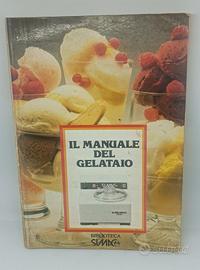 IL MANUALE
DEL
GELATAIO
BIBLIOTECA
SIMAC